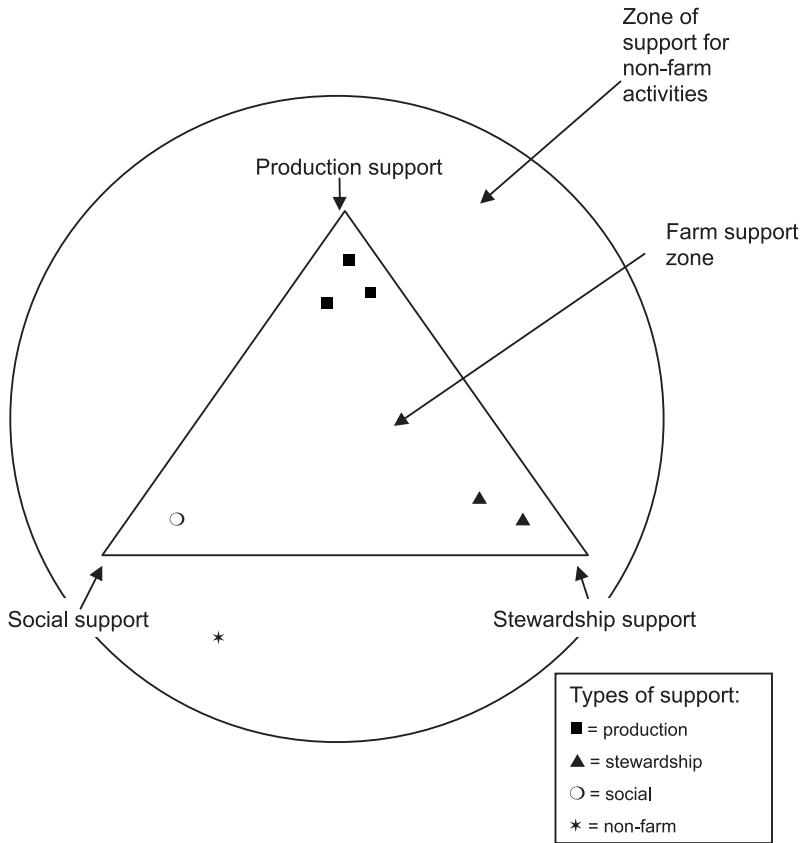 Zone of
support for
non-farm
activities
Production support
Farm support
zone
Social support
Stewardship support
Types of support:
= production
= stewardship
= social
= non-farm